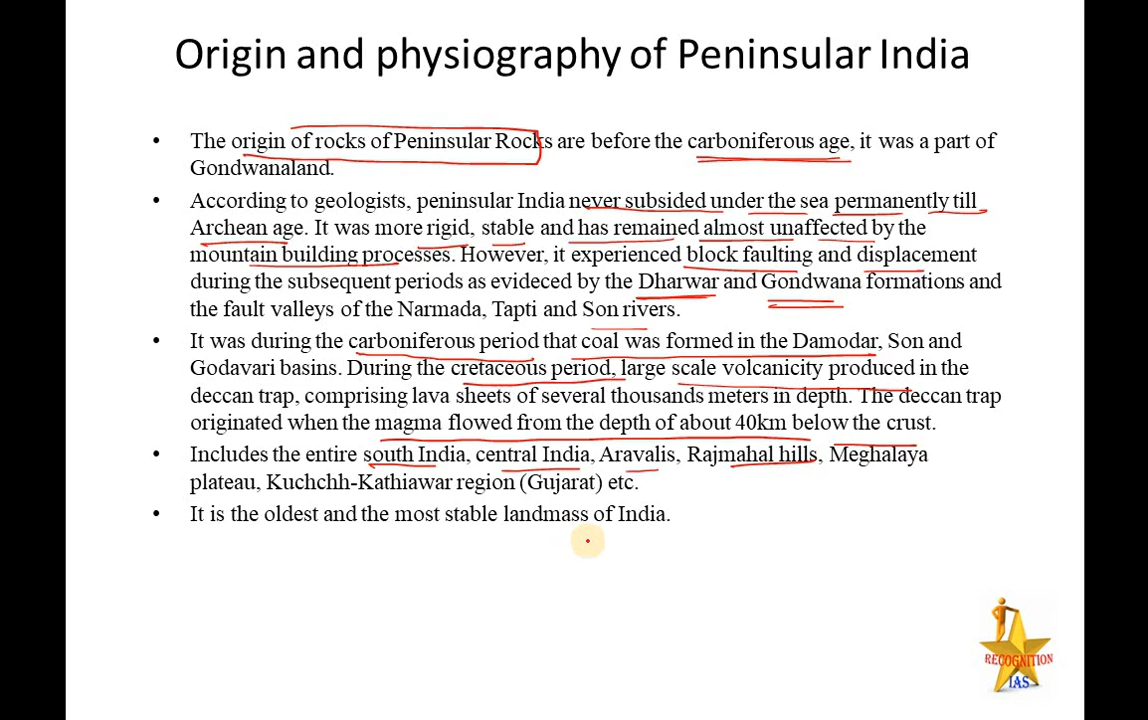 Origin and physiography of Peninsular India
• The origin of rocks of Peninsular Rocks are before the carboniferous age, it was a part of
Gondwanaland.
• According to geologists, peninsular India never subsided under the sea permanently till
Archean age. It was more rigid, stable and has remained almost unaffected by the
mountain building processes. However, it experienced block faulting and displacement
during the subsequent periods as evideced by the Dharwar and Gondwana formations and
the fault valleys of the Narmada, Tapti and Son rivers.
• It was during the carboniferous period that coal was formed in the Damodar, Son and
Godavari basins. During the cretaceous period, large scale volcanicity produced in the
deccan trap, comprising lava sheets of several thousands meters in depth. The deccan trap
originated when the magma flowed from the depth of about 40km below the crust.
• Includes the entire south India, central India, Aravalis, Rajmahal hills, Meghalaya
plateau, Kuchchh-Kathiawar region (Gujarat) etc.
• It is the oldest and the most stable landmass of India.
RECOGNITION
IAS